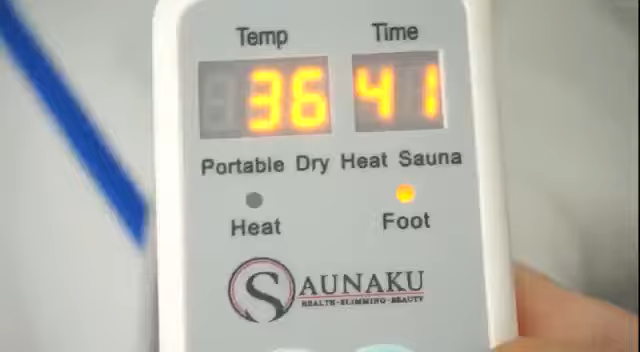 Temp Time
36 41
Portable Dry Heat Sauna
Heat Foot
SAUNAKU
HEALTH·SLIMMING·BEAUTY